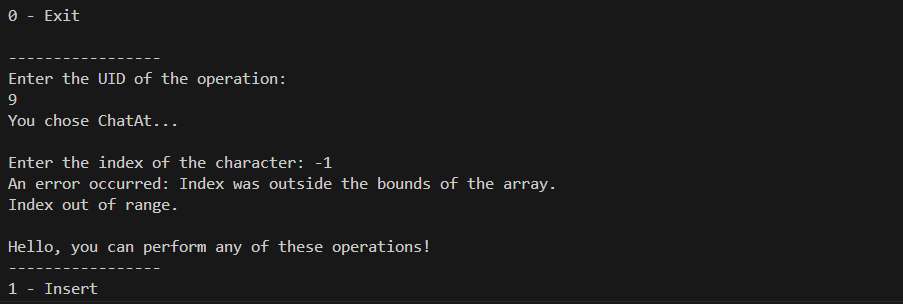 0 - Exit
-----------------
Enter the UID of the operation:
9
You chose ChatAt...
Enter the index of the character: -1
An error occurred: Index was outside the bounds of the array.
Index out of range.
Hello, you can perform any of these operations!
-----------------
1 - Insert